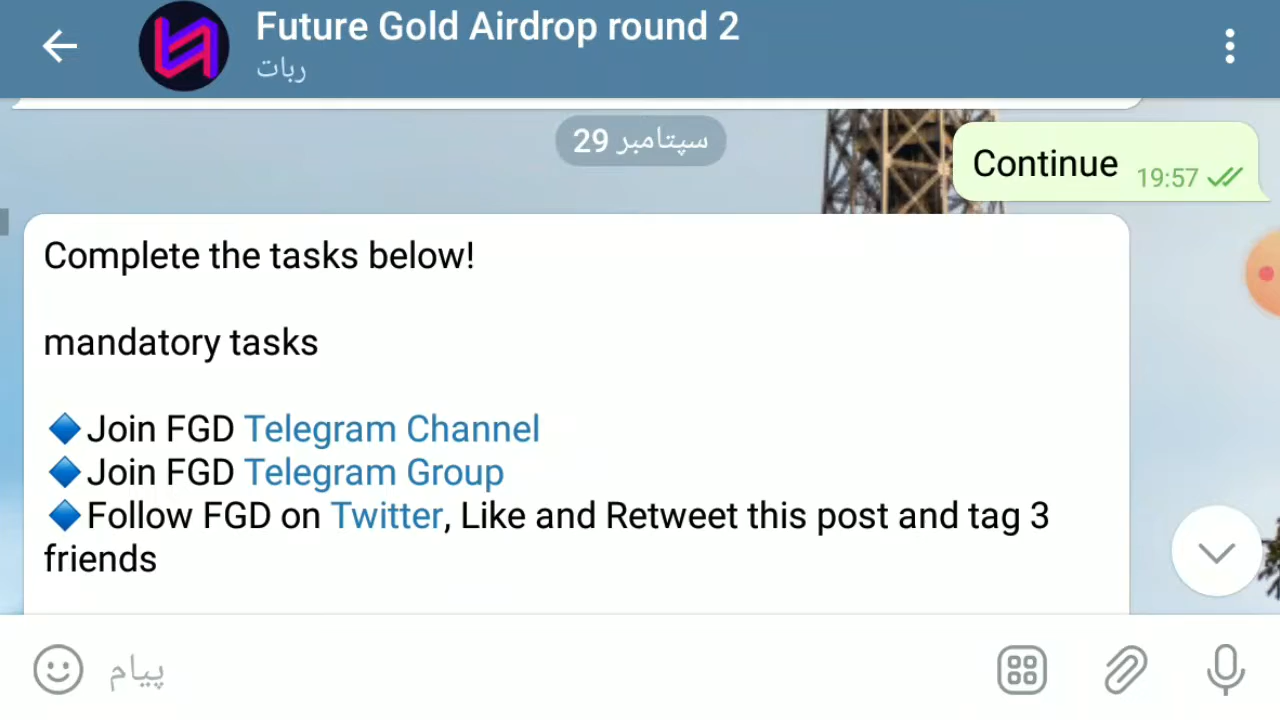 Future Gold Airdrop round 2
ربات
سپتامبر 29
Continue 19:57
Complete the tasks below!
mandatory tasks
🔷Join FGD Telegram Channel
🔷Join FGD Telegram Group
🔷Follow FGD on Twitter, Like and Retweet this post and tag 3
friends
پیام